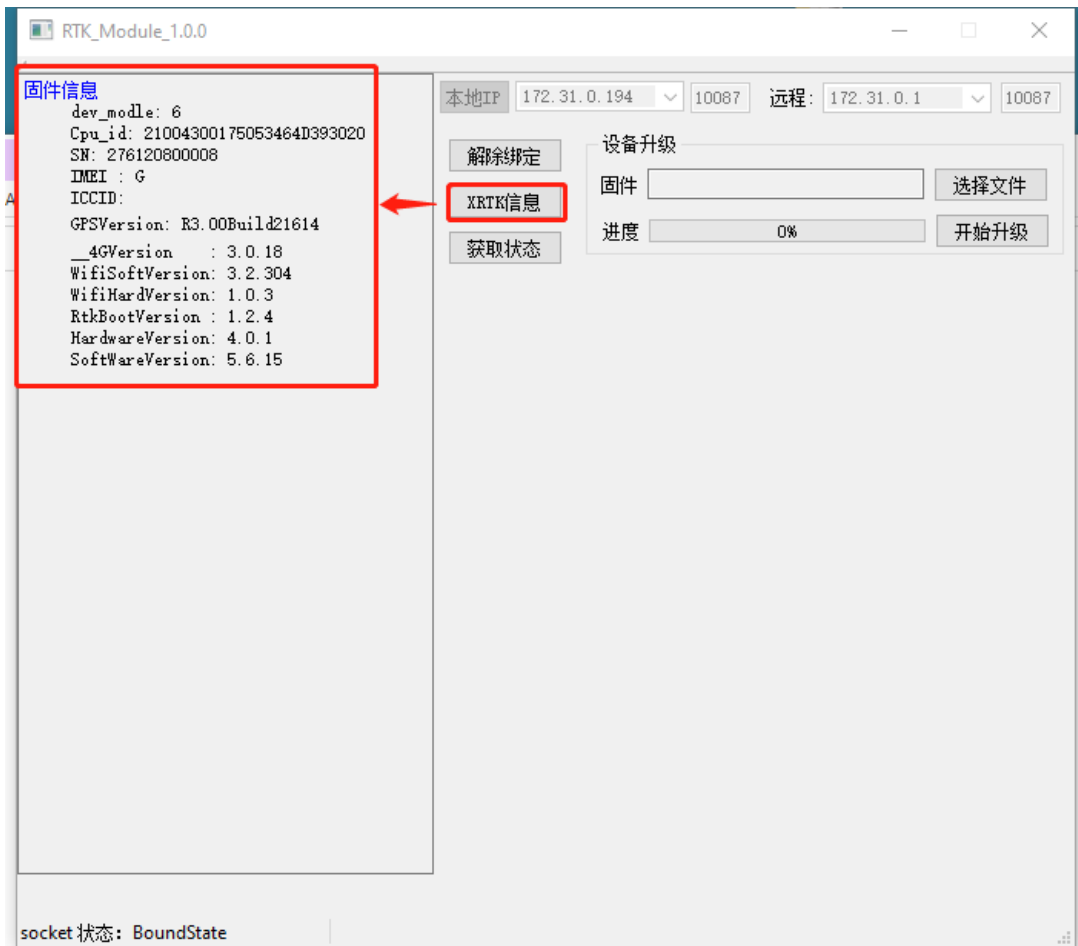 RTK_Module_1.0.0
固件信息
dev_modle: 6
Cpu_id: 21004300175053464D393020
SN: 276120800008
IMEI : G
ICCID:
GPSVersion: R3.00Build21614
__4GVersion : 3.0.18
WifiSoftVersion: 3.2.304
WifiHardVersion: 1.0.3
RtkBootVersion : 1.2.4
HardwareVersion: 4.0.1
SoftWareVersion: 5.6.15
本地IP 172.31.0.194 10087 远程: 172.31.0.1 10087
解除绑定
XRTK信息
获取状态
设备升级
固件 选择文件
进度 0% 开始升级
socket 状态: BoundState